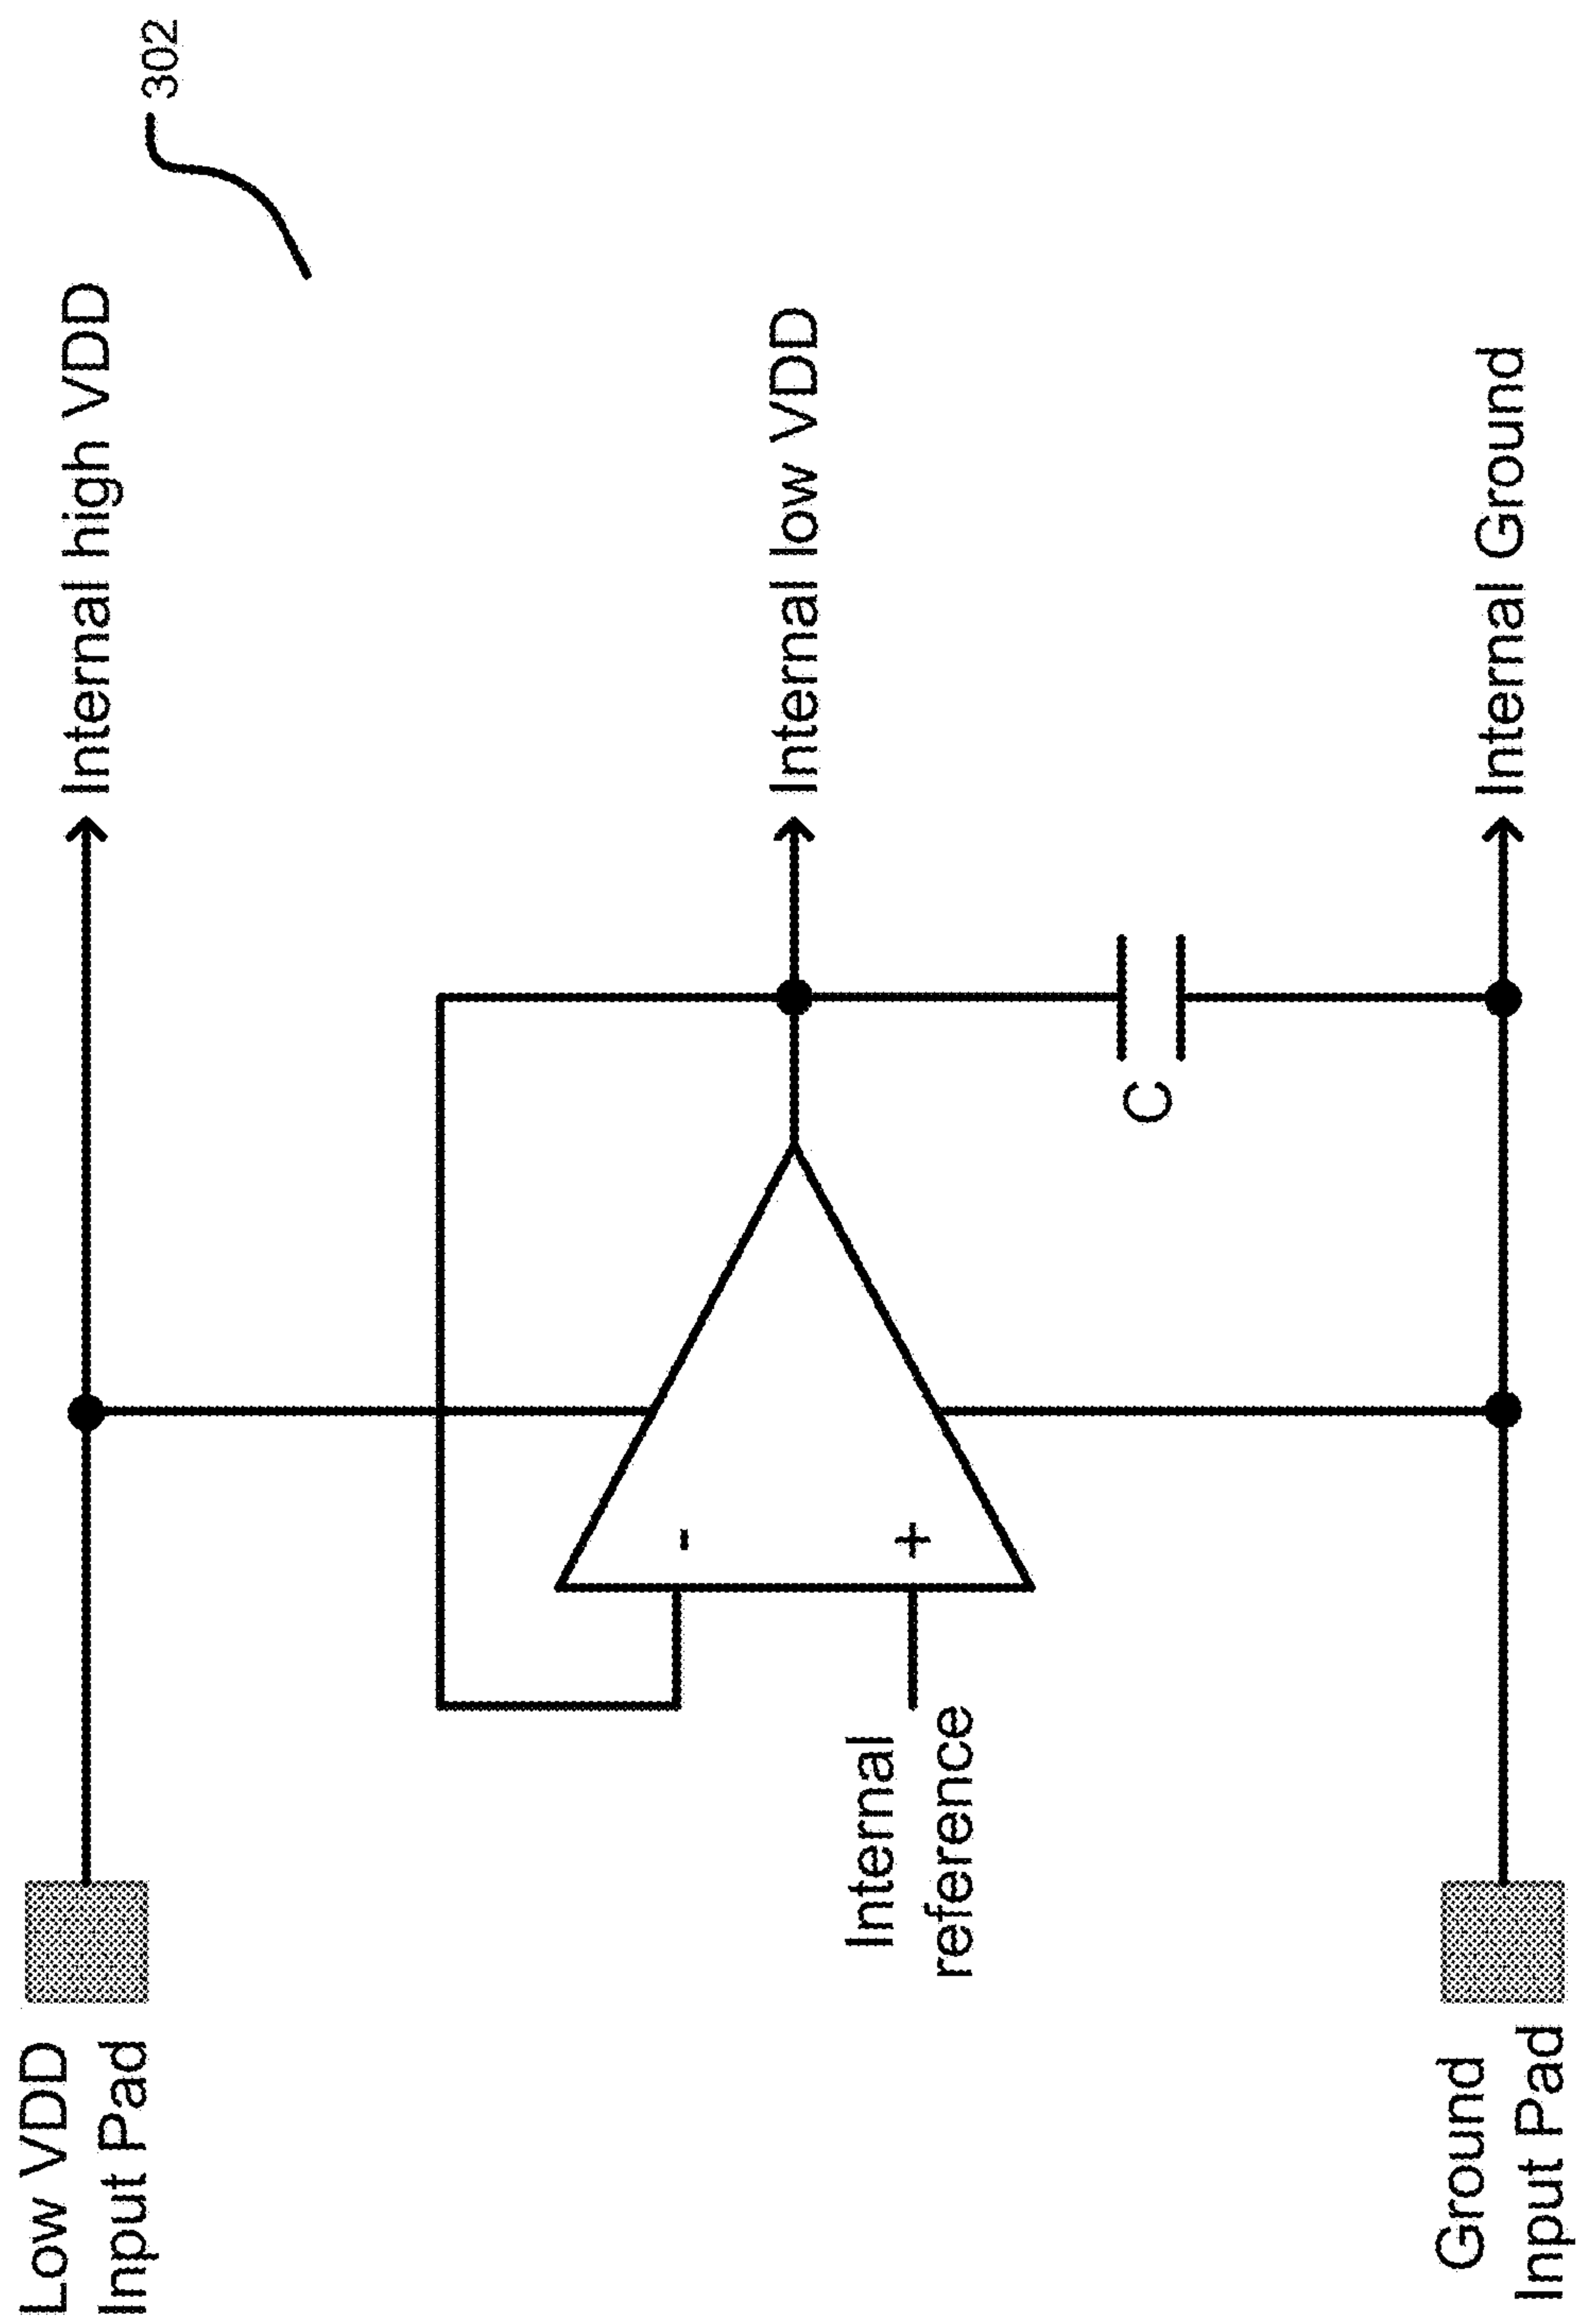 302
Low VDD
Input Pad
Internal high VDD
-
+
Internal
reference
Internal low VDD
C
Ground
Input Pad
Internal Ground